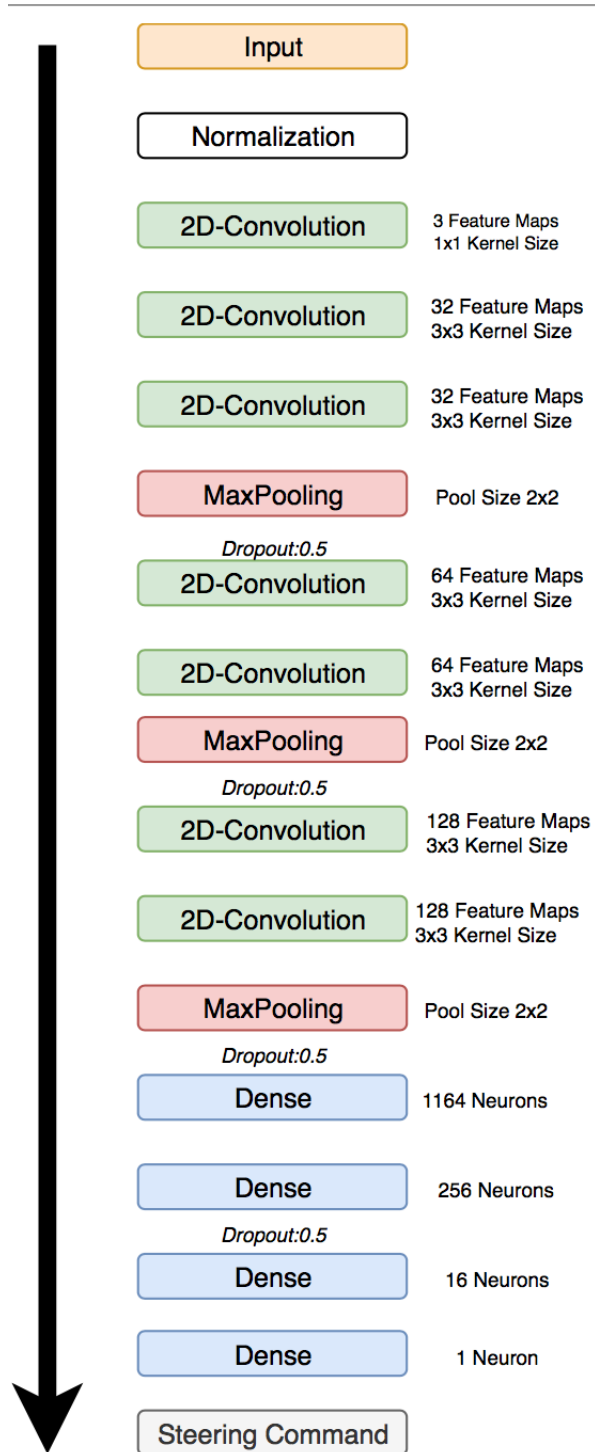 Input
Normalization
2D-Convolution
3 Feature Maps
1x1 Kernel Size
2D-Convolution
32 Feature Maps
3x3 Kernel Size
2D-Convolution
32 Feature Maps
3x3 Kernel Size
MaxPooling
Pool Size 2x2
Dropout:0.5
2D-Convolution
64 Feature Maps
3x3 Kernel Size
2D-Convolution
64 Feature Maps
3x3 Kernel Size
MaxPooling
Pool Size 2x2
Dropout:0.5
2D-Convolution
128 Feature Maps
3x3 Kernel Size
2D-Convolution
128 Feature Maps
3x3 Kernel Size
MaxPooling
Pool Size 2x2
Dropout:0.5
Dense
1164 Neurons
Dense
256 Neurons
Dropout:0.5
Dense
16 Neurons
Dense
1 Neuron
Steering Command